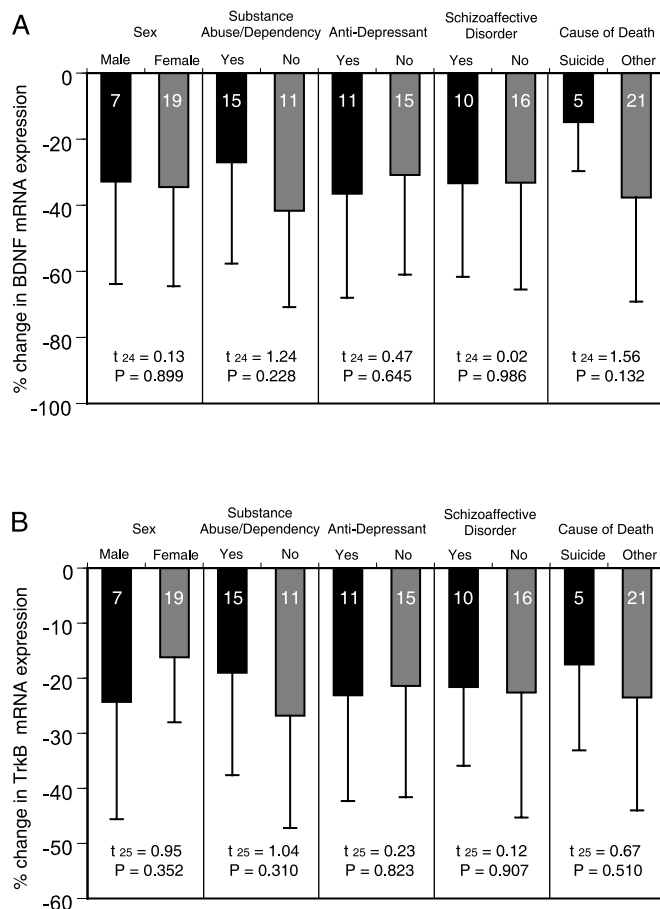 A
Sex
Substance
Abuse/Dependency
Anti-Depressant
Schizoaffective
Disorder
Cause of Death
Male Female Yes No Yes No Yes No Suicide Other
0
-20
-40
-60
-80
-100
% change in BDNF mRNA expression
7 19 15 11 11 15 10 16 5 21
t 24 = 0.13 t 24 = 1.24 t 24 = 0.47 t 24 = 0.02 t 24 = 1.56
P = 0.899 P = 0.228 P = 0.645 P = 0.986 P = 0.132
B
Sex
Substance
Abuse/Dependency
Anti-Depressant
Schizoaffective
Disorder
Cause of Death
Male Female Yes No Yes No Yes No Suicide Other
0
-10
-20
-30
-40
-50
-60
% change in TrkB mRNA expression
7 19 15 11 11 15 10 16 5 21
t 25 = 0.95 t 25 = 1.04 t 25 = 0.23 t 25 = 0.12 t 25 = 0.67
P = 0.352 P = 0.310 P = 0.823 P = 0.907 P = 0.510